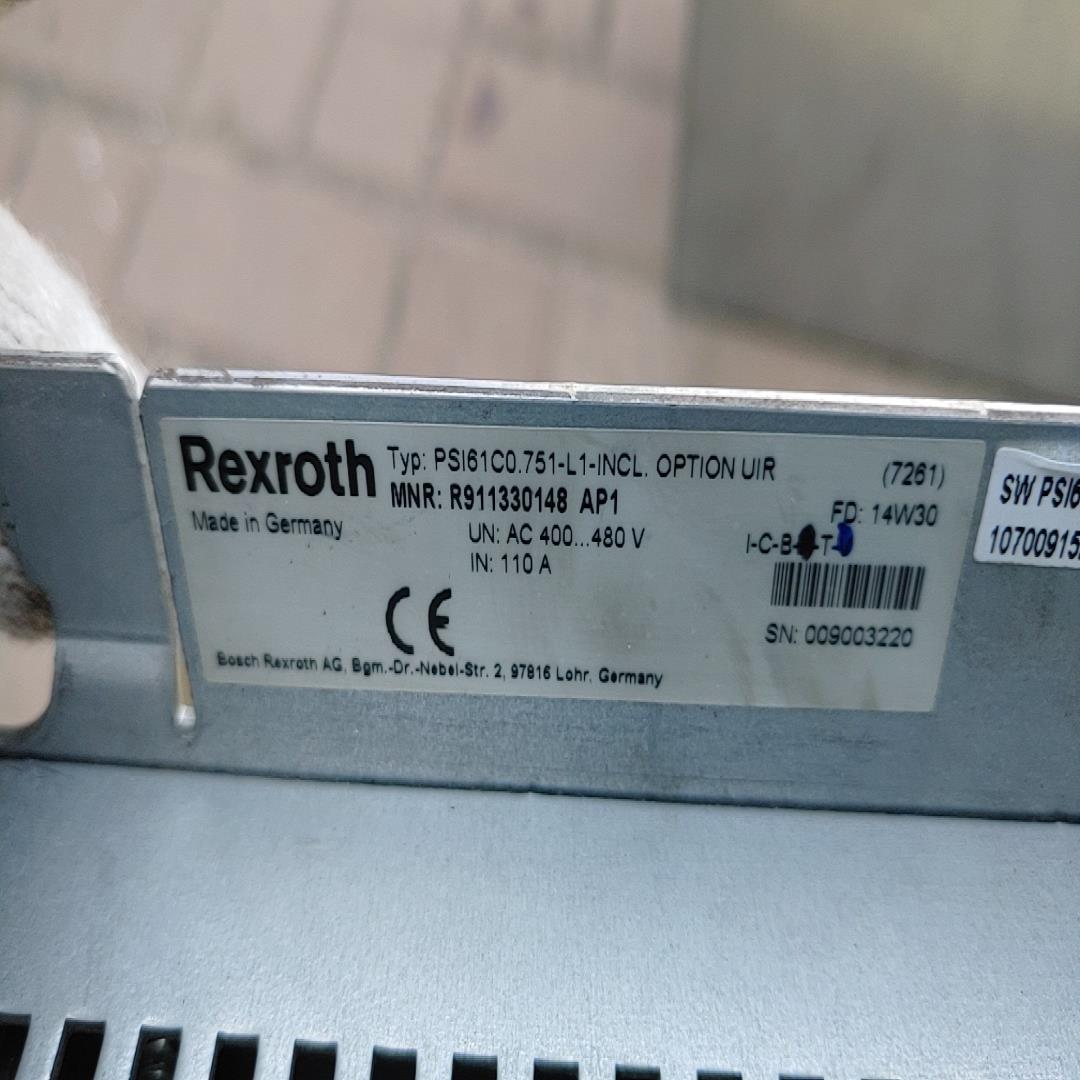 Rexroth
Typ: PSI61C0.751-L1-INCL. OPTION UIR (7261)
MNR: R911330148 AP1
FD: 14W30
Made in Germany
UN: AC 400...480 V
IN: 110 A
I-C-B- -T-
CE
SN: 009003220
Bosch Rexroth AG, Bgm.-Dr.-Nebel-Str. 2, 97816 Lohr, Germany
SW PSI6
10700915